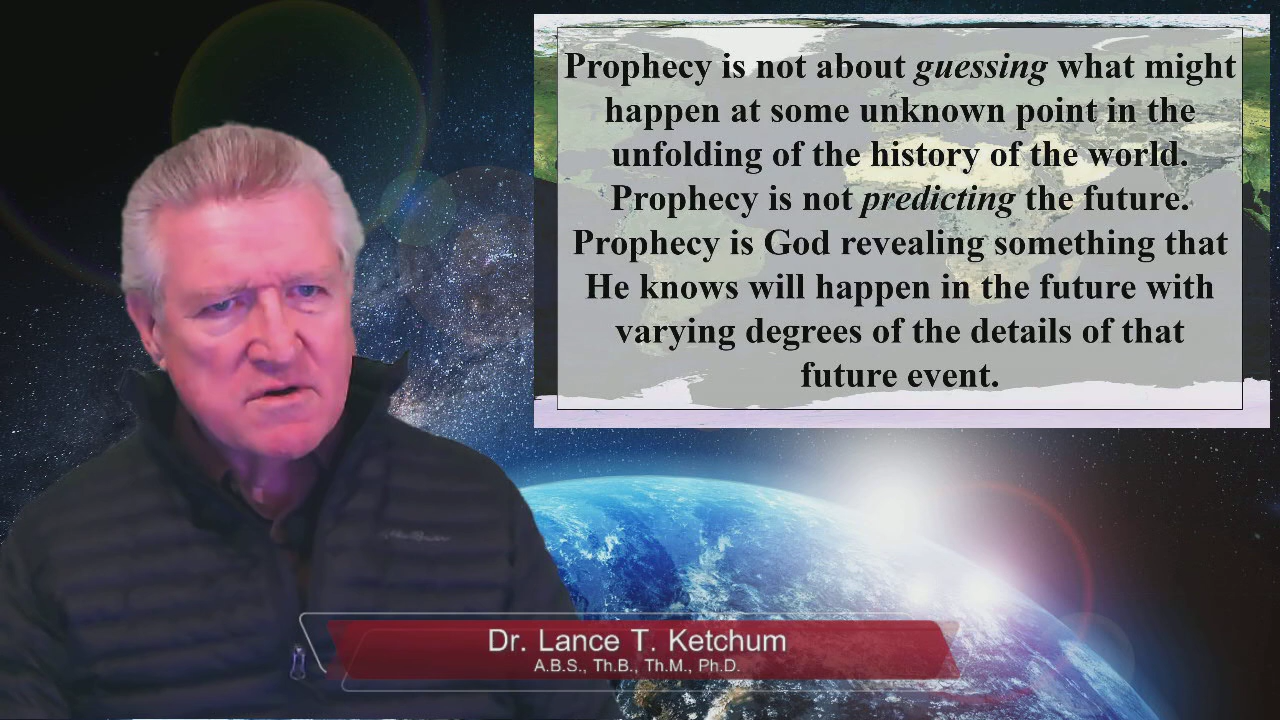 Prophecy is not about guessing what might
happen at some unknown point in the
unfolding of the history of the world.
Prophecy is not predicting the future.
Prophecy is God revealing something that
He knows will happen in the future with
varying degrees of the details of that
future event.
Dr. Lance T. Ketchum
A.B.S., Th.B., Th.M., Ph.D.